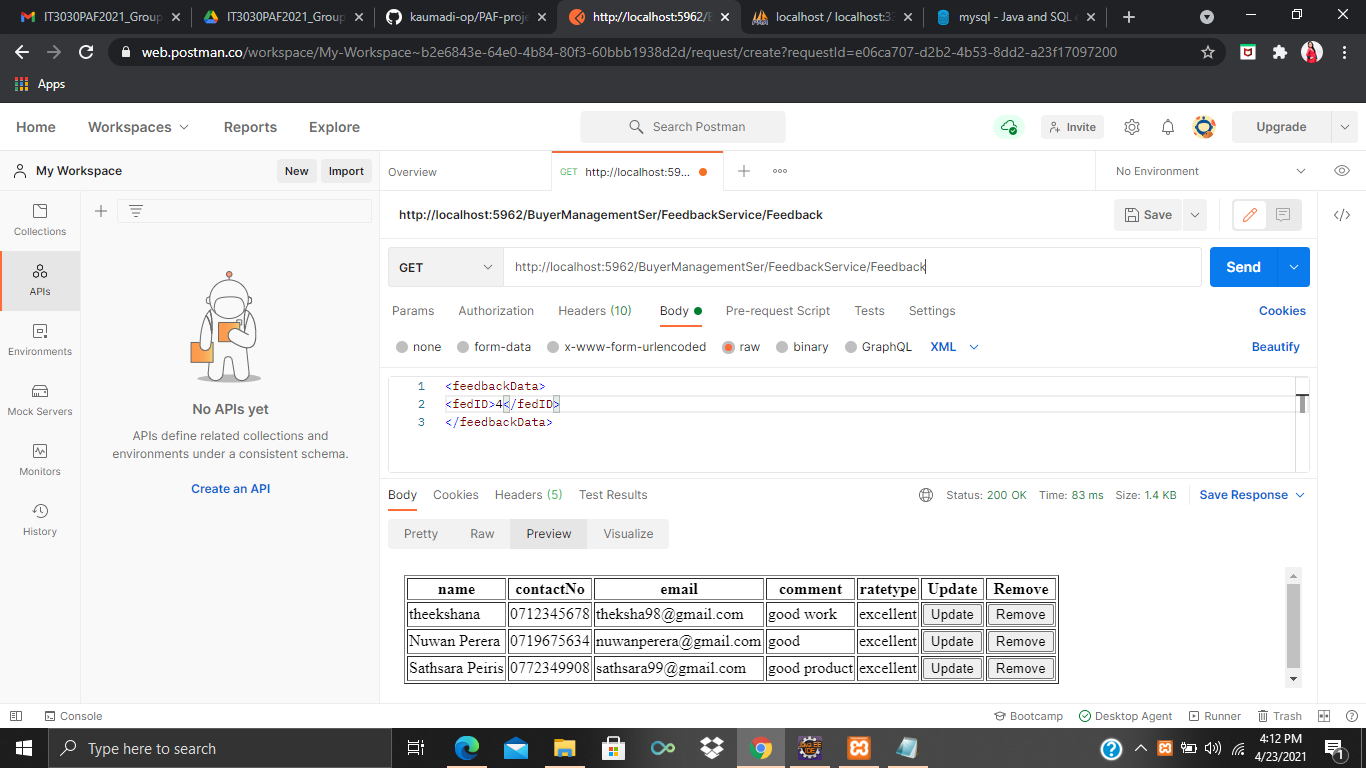 IT3030PAF2021_Group
IT3030PAF2021_Group
kaumadi-op/PAF-proje
http://localhost:5962/B
localhost / localhost:33
mysql - Java and SQL
web.postman.co/workspace/My-Workspace~b2e6843e-64e0-4b84-80f3-60bbb1938d2d/request/create?requestId=e06ca707-d2b2-4b53-8dd2-a23f17097200
Apps
Home Workspaces Reports Explore Search Postman Invite Upgrade
My Workspace New Import Overview GET http://localhost:59... No Environment
Collections
APIs
Environments
Mock Servers
Monitors
History
No APIs yet
APIs define related collections and
environments under a consistent schema.
Create an API
http://localhost:5962/BuyerManagementSer/FeedbackService/Feedback Save
GET http://localhost:5962/BuyerManagementSer/FeedbackService/Feedback Send
Params Authorization Headers (10) Body Pre-request Script Tests Settings Cookies
none form-data x-www-form-urlencoded raw binary GraphQL XML Beautify
1 <feedbackData>
2 <fedID>4</fedID>
3 </feedbackData>
Body Cookies Headers (5) Test Results Status: 200 OK Time: 83 ms Size: 1.4 KB Save Response
Pretty Raw Preview Visualize
name contactNo email comment ratetype Update Remove
theekshana 0712345678 theksha98@gmail.com good work excellent Update Remove
Nuwan Perera 0719675634 nuwanperera@gmail.com good excellent Update Remove
Sathsara Peiris 0772349908 sathsara99@gmail.com good product excellent Update Remove
Console Bootcamp Desktop Agent Runner Trash
Type here to search
4:12 PM
4/23/2021
1